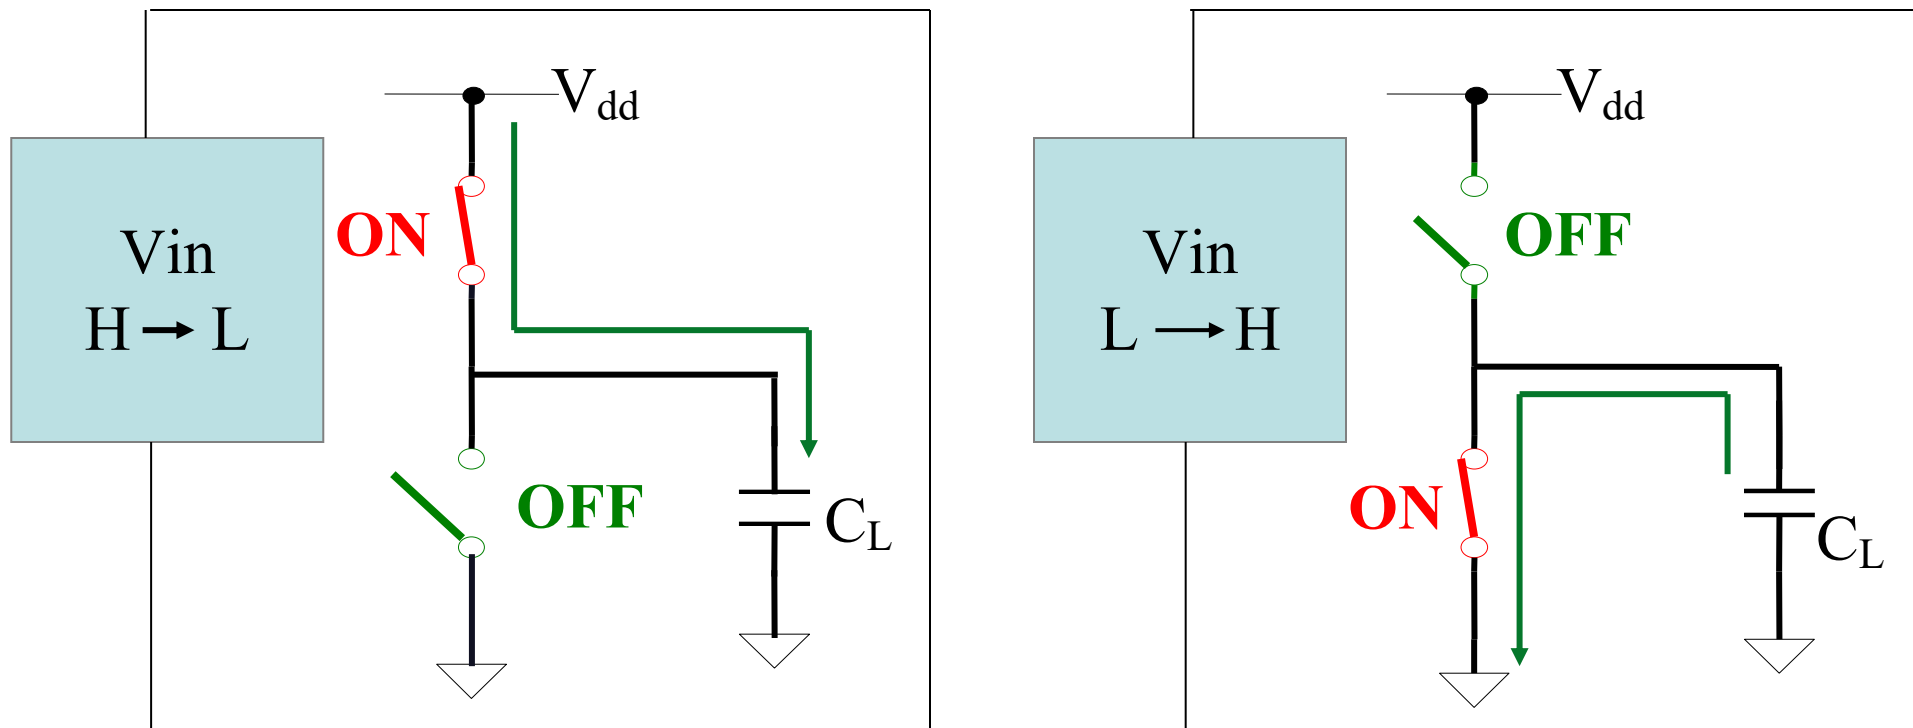 Vdd
Vin
H → L
ON
OFF
CL
Vdd
Vin
L → H
OFF
ON
CL